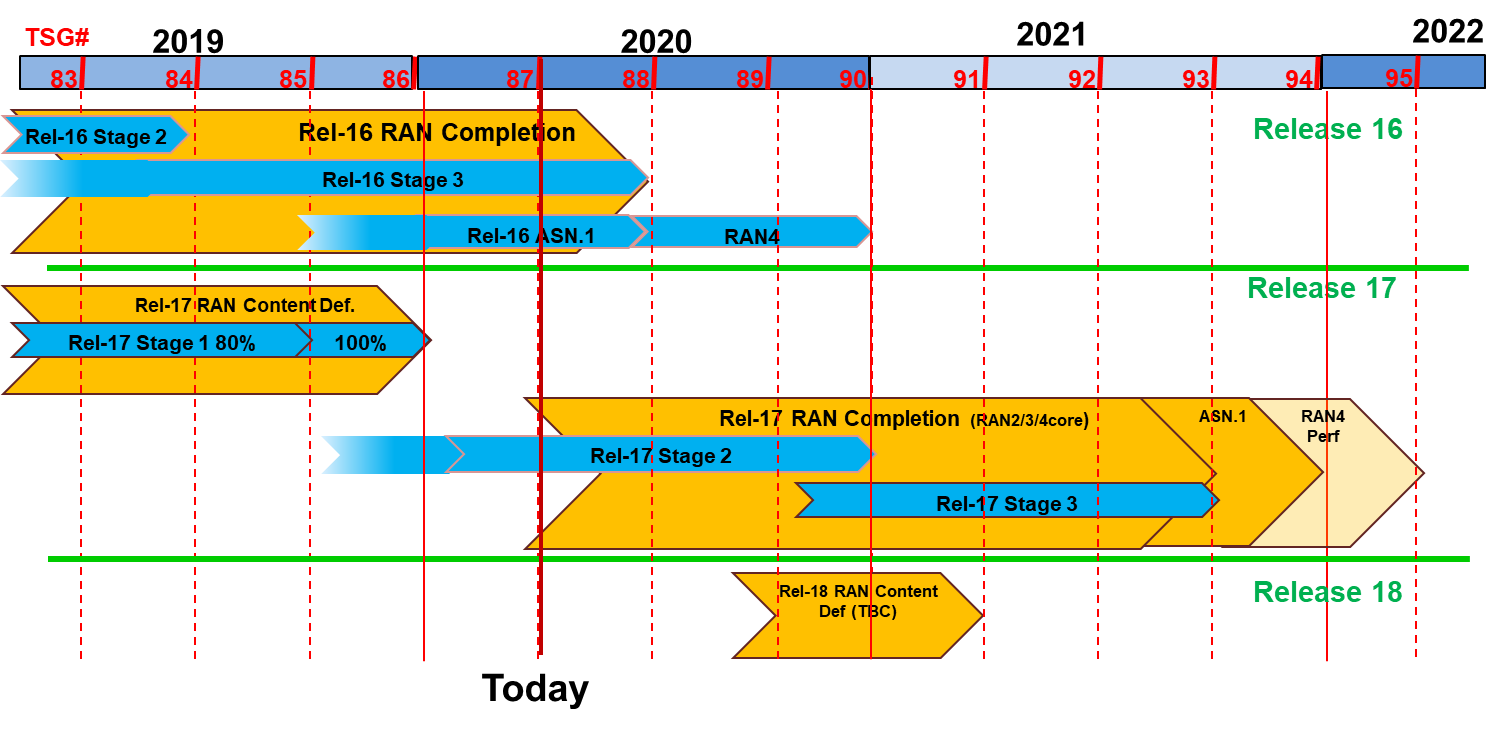 TSG#
2019
2020
2021
2022
83 84 85 86 87 88 89 90 91 92 93 94 95
Rel-16 RAN Completion
Release 16
Rel-16 Stage 2
Rel-16 Stage 3
Rel-16 ASN.1
RAN4
Release 17
Rel-17 RAN Content Def.
Rel-17 Stage 1 80%
100%
Rel-17 RAN Completion (RAN2/3/4core)
ASN.1
RAN4
Perf
Rel-17 Stage 2
Rel-17 Stage 3
Release 18
Rel-18 RAN Content
Def (TBC)
Today